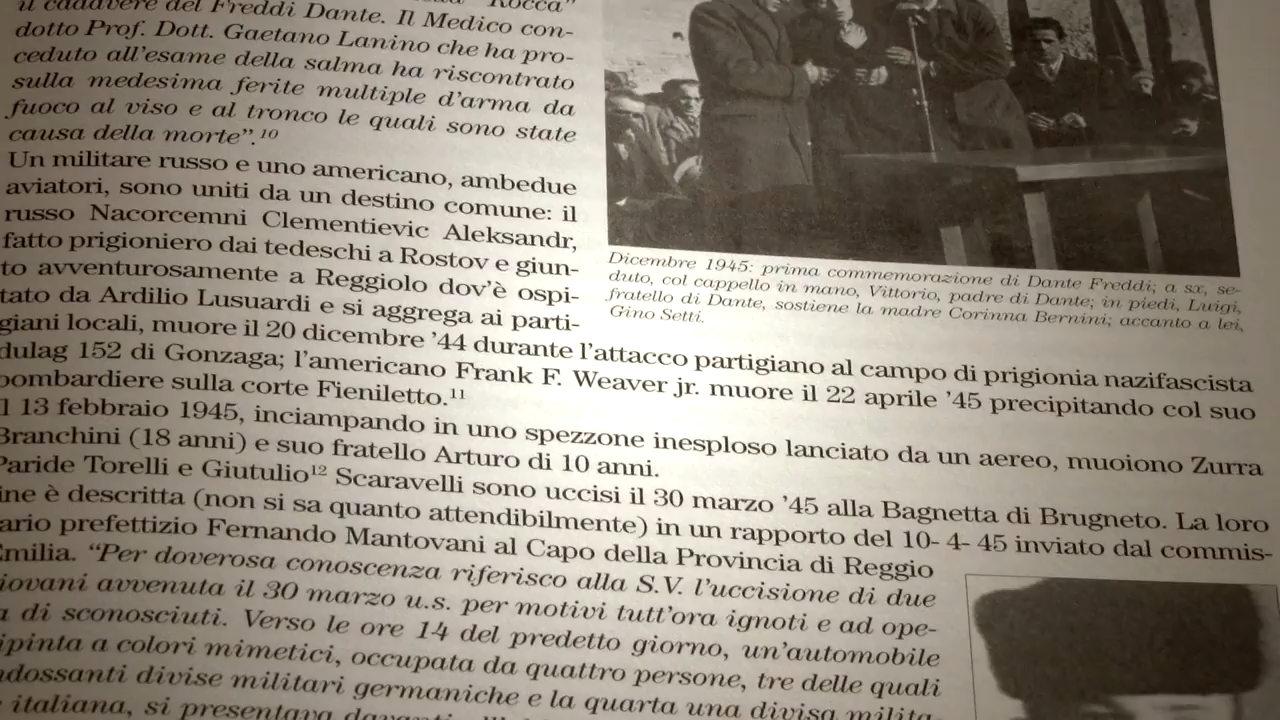 il cadavere del Freddi Dante. Il Medico con-
dotto Prof. Dott. Gaetano Lanino che ha pro-
ceduto all'esame della salma ha riscontrato
sulla medesima ferite multiple d'arma da
fuoco al viso e al tronco le quali sono state
causa della morte”.10
Un militare russo e uno americano, ambedue
aviatori, sono uniti da un destino comune: il
russo Nacorcemni Clementievic Aleksandr,
fatto prigioniero dai tedeschi a Rostov e giun-
to avventurosamente a Reggiolo dov'è ospi-
tato da Ardilio Lusuardi e si aggrega ai parti-
giani locali, muore il 20 dicembre '44 durante l'attacco partigiano al campo di prigionia nazifascista
dulag 152 di Gonzaga; l'americano Frank F. Weaver jr. muore il 22 aprile '45 precipitando col suo
bombardiere sulla corte Fieniletto.11
Il 13 febbraio 1945, inciampando in uno spezzone inesploso lanciato da un aereo, muoiono Zurra
Branchini (18 anni) e suo fratello Arturo di 10 anni.
Paride Torelli e Giutulio12 Scaravelli sono uccisi il 30 marzo '45 alla Bagnetta di Brugneto. La loro
ine è descritta (non si sa quanto attendibilmente) in un rapporto del 10- 4- 45 inviato dal commis-
ario prefettizio Fernando Mantovani al Capo della Provincia di Reggio
Emilia. “Per doverosa conoscenza riferisco alla S.V. l'uccisione di due
iovani avvenuta il 30 marzo u.s. per motivi tutt'ora ignoti e ad ope-
a di sconosciuti. Verso le ore 14 del predetto giorno, un'automobile
ipinta a colori mimetici, occupata da quattro persone, tre delle quali
ndossanti divise militari germaniche e la quarta una divisa milita-
italiana, si presentava
Dicembre 1945: prima commemorazione di Dante Freddi; a sx, se-
duto, col cappello in mano, Vittorio, padre di Dante; in piedi, Luigi,
fratello di Dante, sostiene la madre Corinna Bernini; accanto a lei,
Gino Setti.